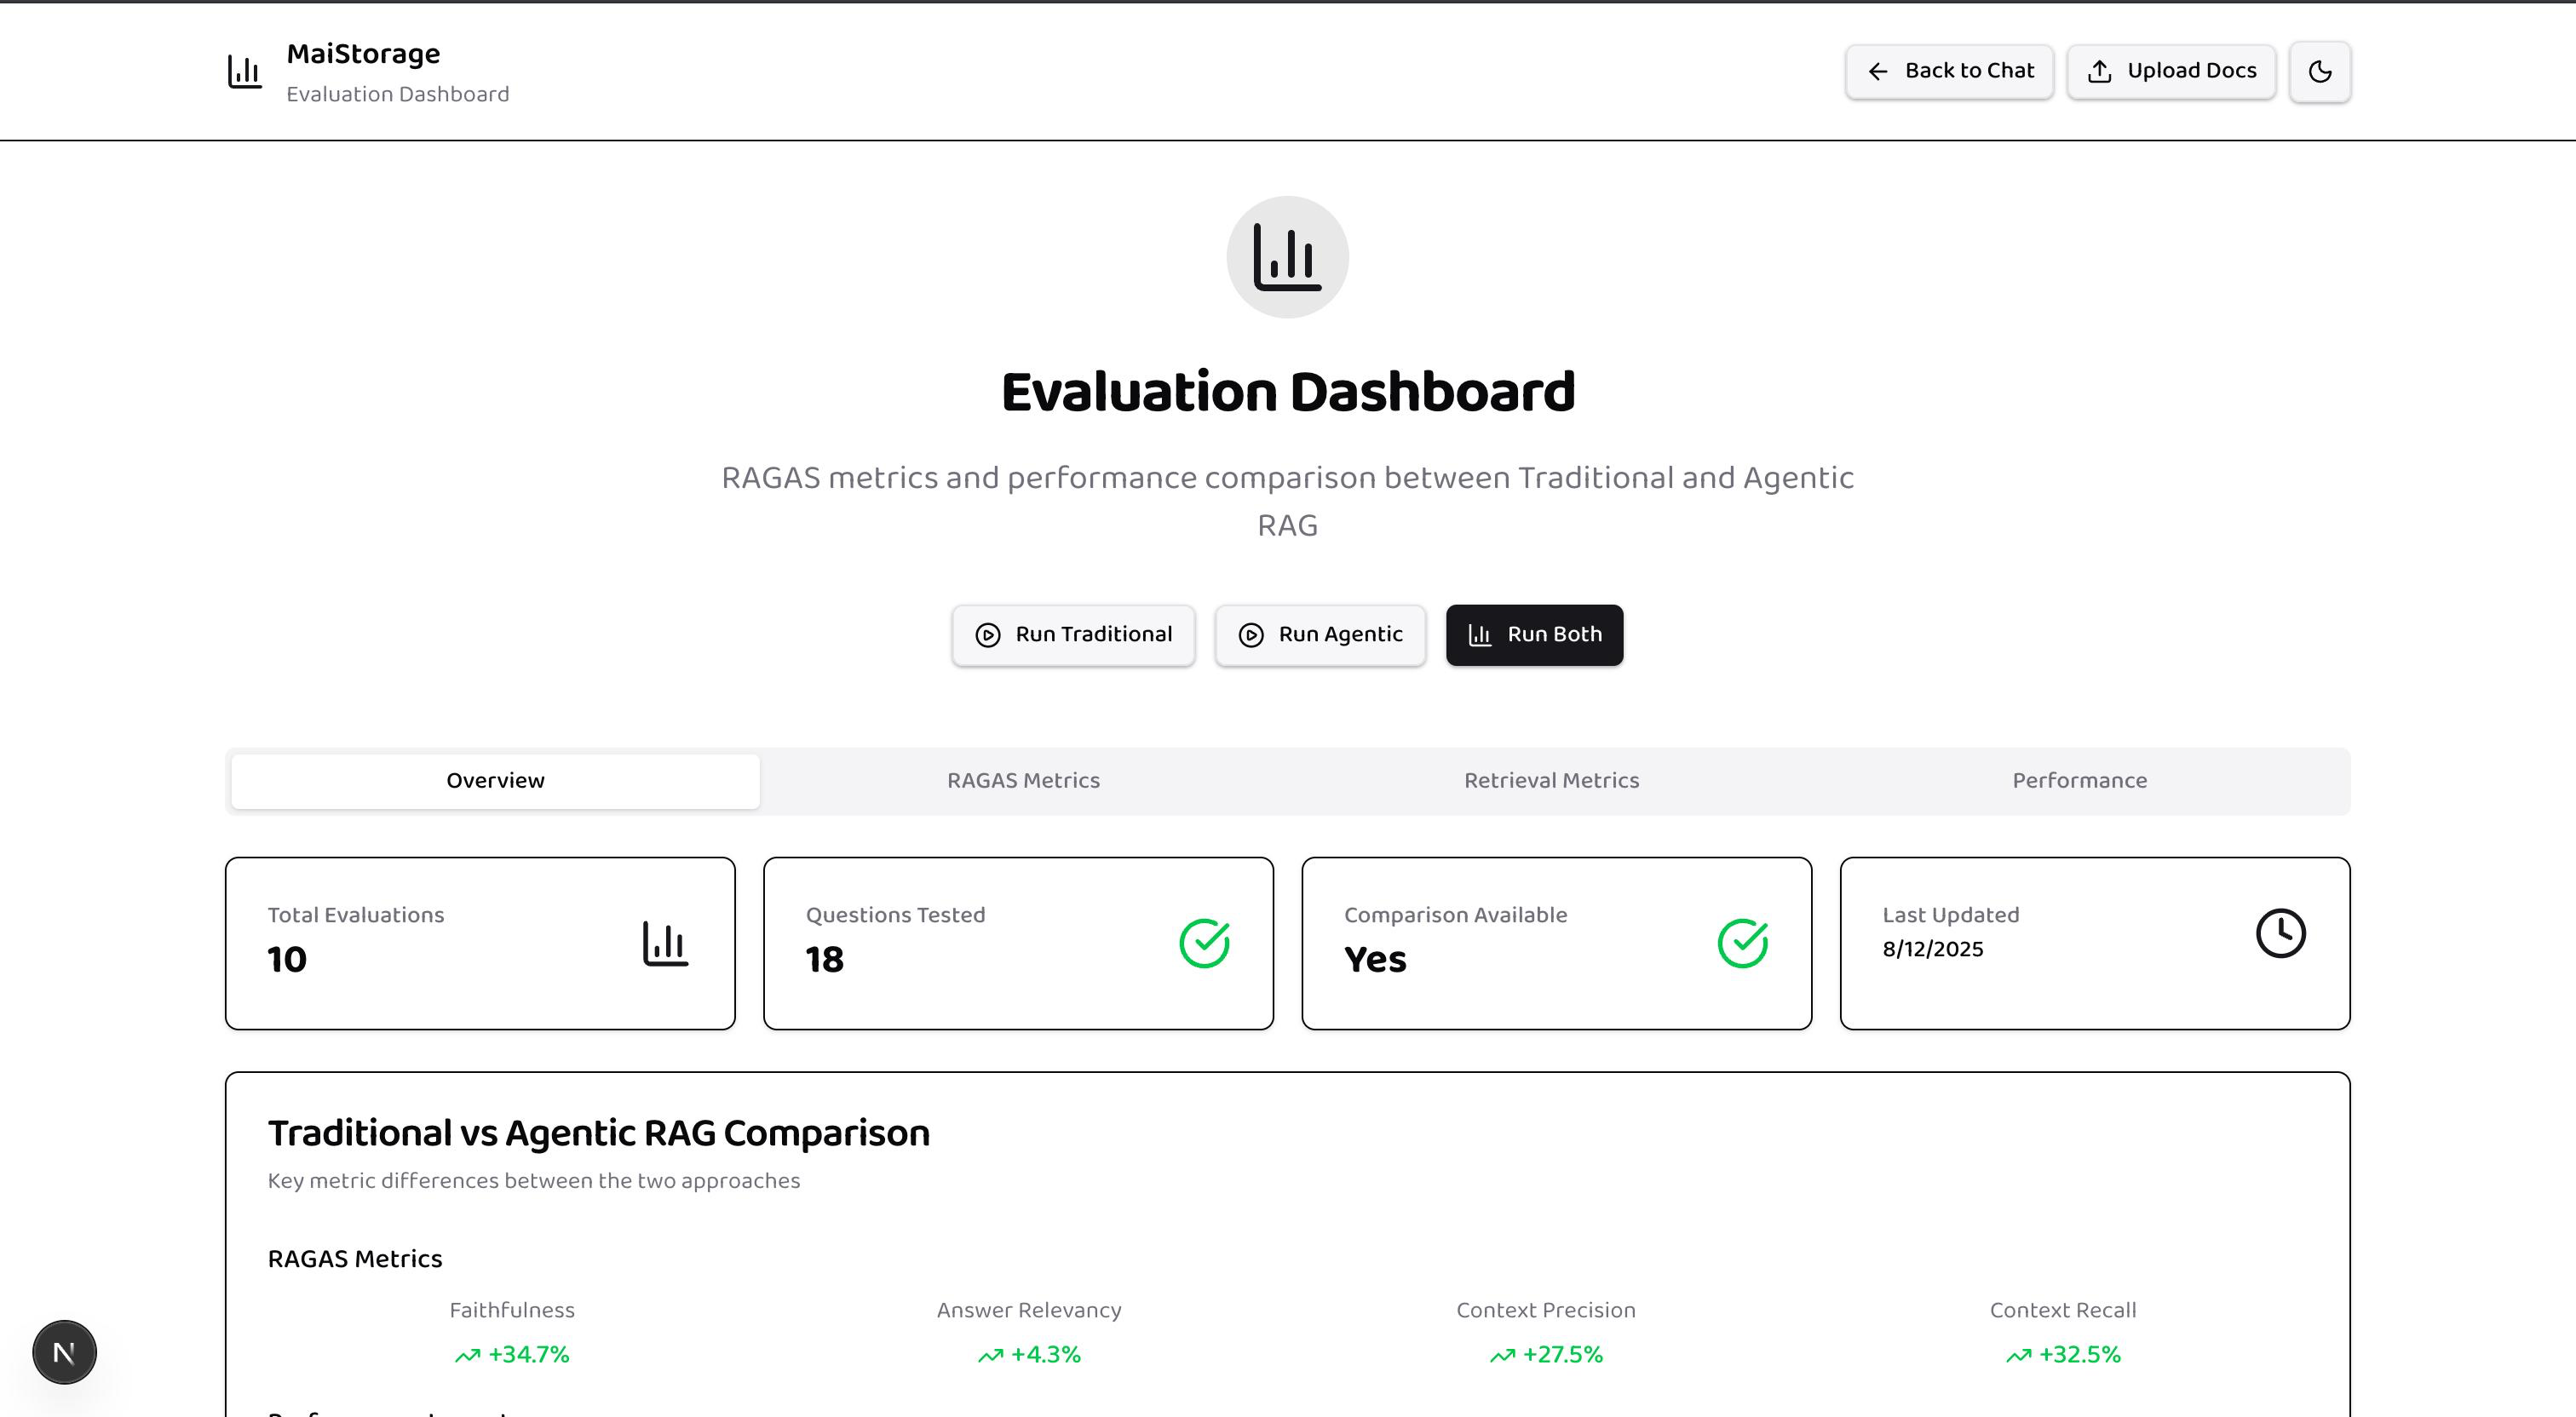 MaiStorage
Evaluation Dashboard
Back to Chat
Upload Docs
Evaluation Dashboard
RAGAS metrics and performance comparison between Traditional and Agentic
RAG
Run Traditional
Run Agentic
Run Both
Overview
RAGAS Metrics
Retrieval Metrics
Performance
Total Evaluations
10
Questions Tested
18
Comparison Available
Yes
Last Updated
8/12/2025
Traditional vs Agentic RAG Comparison
Key metric differences between the two approaches
RAGAS Metrics
Faithfulness
+34.7%
Answer Relevancy
+4.3%
Context Precision
+27.5%
Context Recall
+32.5%
N